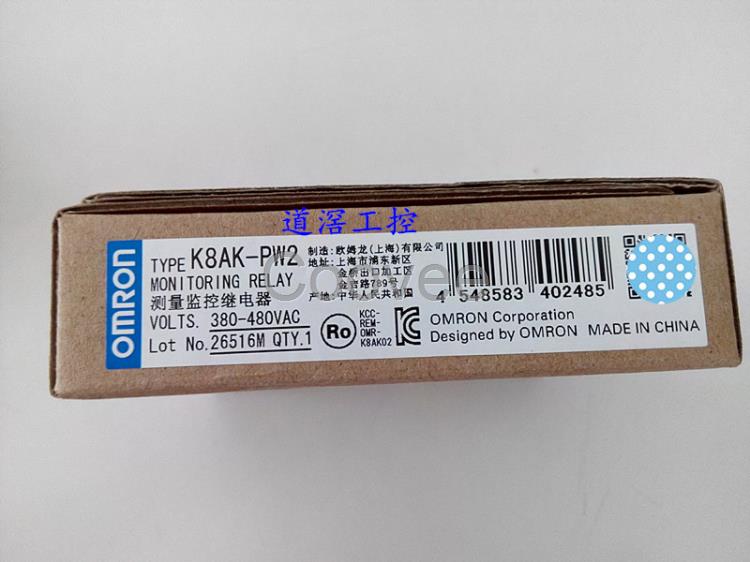 道滘工控
OMRON
TYPE K8AK-PW2
MONITORING RELAY
测量监控继电器
VOLTS. 380-480VAC
Lot No. 26516M QTY.1
制造:欧姆龙(上海)有限公司
地址:上海市浦东新区
金桥出口加工区
金吉路789号
产地:中华人民共和国
Ro
KCC-
REM-
OMR-
K8AK02
4 548583 402485
OMRON Corporation
Designed by OMRON MADE IN CHINA